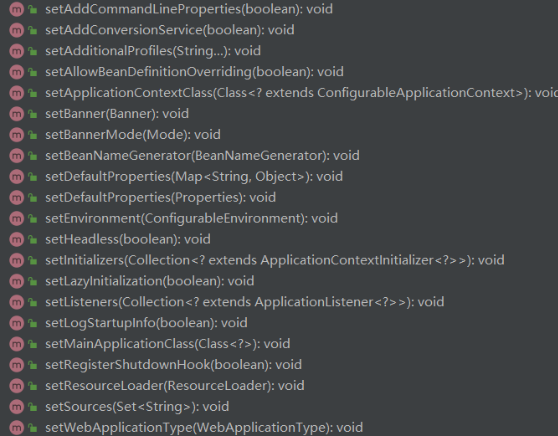 setAddCommandLineProperties(boolean): void
setAddConversionService(boolean): void
setAdditionalProfiles(String...): void
setAllowBeanDefinitionOverriding(boolean): void
setApplicationContextClass(Class<? extends ConfigurableApplicationContext>): void
setBanner(Banner): void
setBannerMode(Mode): void
setBeanNameGenerator(BeanNameGenerator): void
setDefaultProperties(Map<String, Object>): void
setDefaultProperties(Properties): void
setEnvironment(ConfigurableEnvironment): void
setHeadless(boolean): void
setInitializers(Collection<? extends ApplicationContextInitializer<?>>): void
setLazyInitialization(boolean): void
setListeners(Collection<? extends ApplicationListener<?>>): void
setLogStartupInfo(boolean): void
setMainApplicationClass(Class<?>): void
setRegisterShutdownHook(boolean): void
setResourceLoader(ResourceLoader): void
setSources(Set<String>): void
setWebApplicationType(WebApplicationType): void